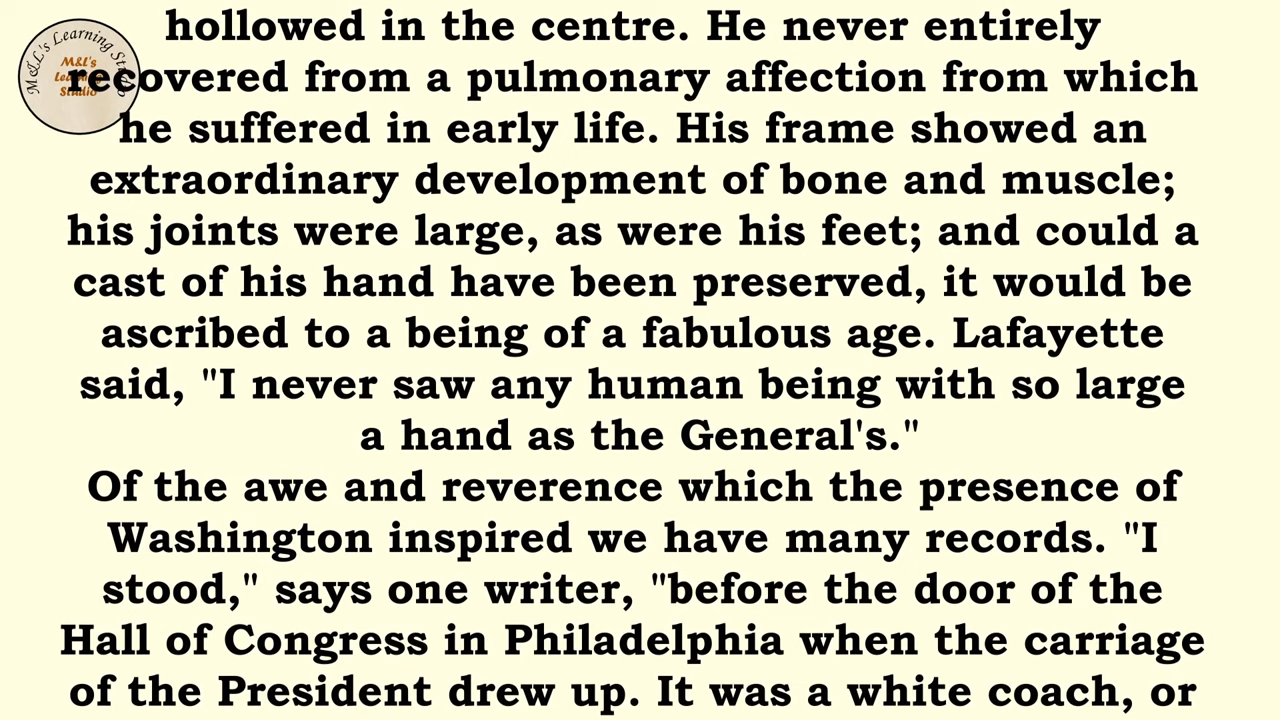 hollowed in the centre. He never entirely
recovered from a pulmonary affection from which
he suffered in early life. His frame showed an
extraordinary development of bone and muscle;
his joints were large, as were his feet; and could a
cast of his hand have been preserved, it would be
ascribed to a being of a fabulous age. Lafayette
said, "I never saw any human being with so large
a hand as the General's."
Of the awe and reverence which the presence of
Washington inspired we have many records. "I
stood," says one writer, "before the door of the
Hall of Congress in Philadelphia when the carriage
of the President drew up. It was a white coach, or
M&L's Learning Studio
M&L's
Learning
Studio